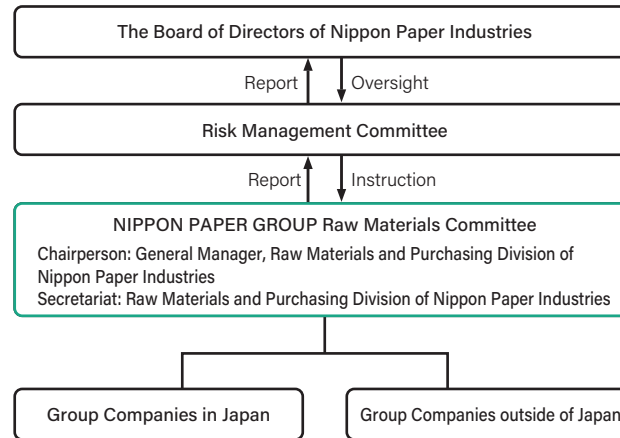 The Board of Directors of Nippon Paper Industries
Report
Oversight
Risk Management Committee
Report
Instruction
NIPPON PAPER GROUP Raw Materials Committee
Chairperson: General Manager, Raw Materials and Purchasing Division of
Nippon Paper Industries
Secretariat: Raw Materials and Purchasing Division of Nippon Paper Industries
Group Companies in Japan
Group Companies outside of Japan